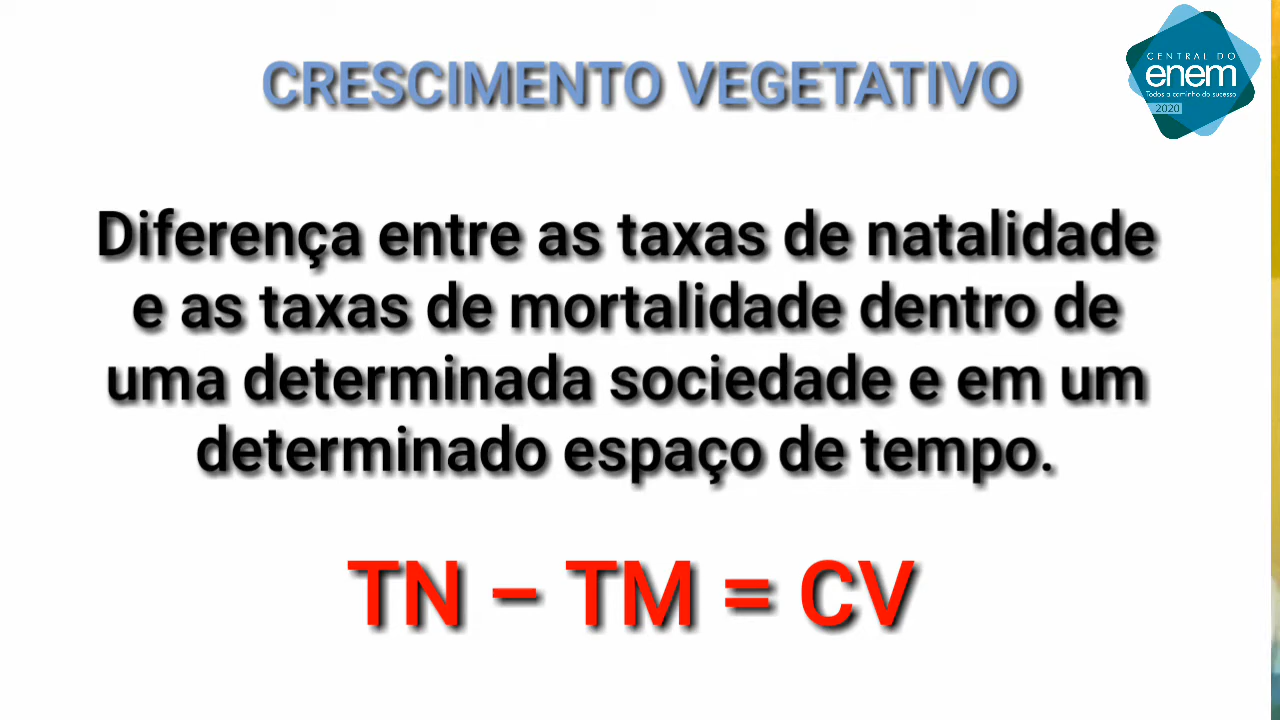 CENTRAL DO
enem
Todos a caminho do sucesso
2020
CRESCIMENTO VEGETATIVO
Diferença entre as taxas de natalidade
e as taxas de mortalidade dentro de
uma determinada sociedade e em um
determinado espaço de tempo.
TN – TM = CV